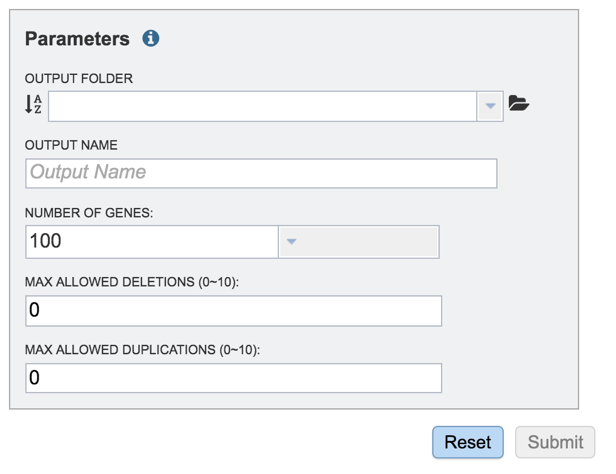 Parameters
OUTPUT FOLDER
OUTPUT NAME
Output Name
NUMBER OF GENES:
100
MAX ALLOWED DELETIONS (0~10):
0
MAX ALLOWED DUPLICATIONS (0~10):
0
Reset Submit